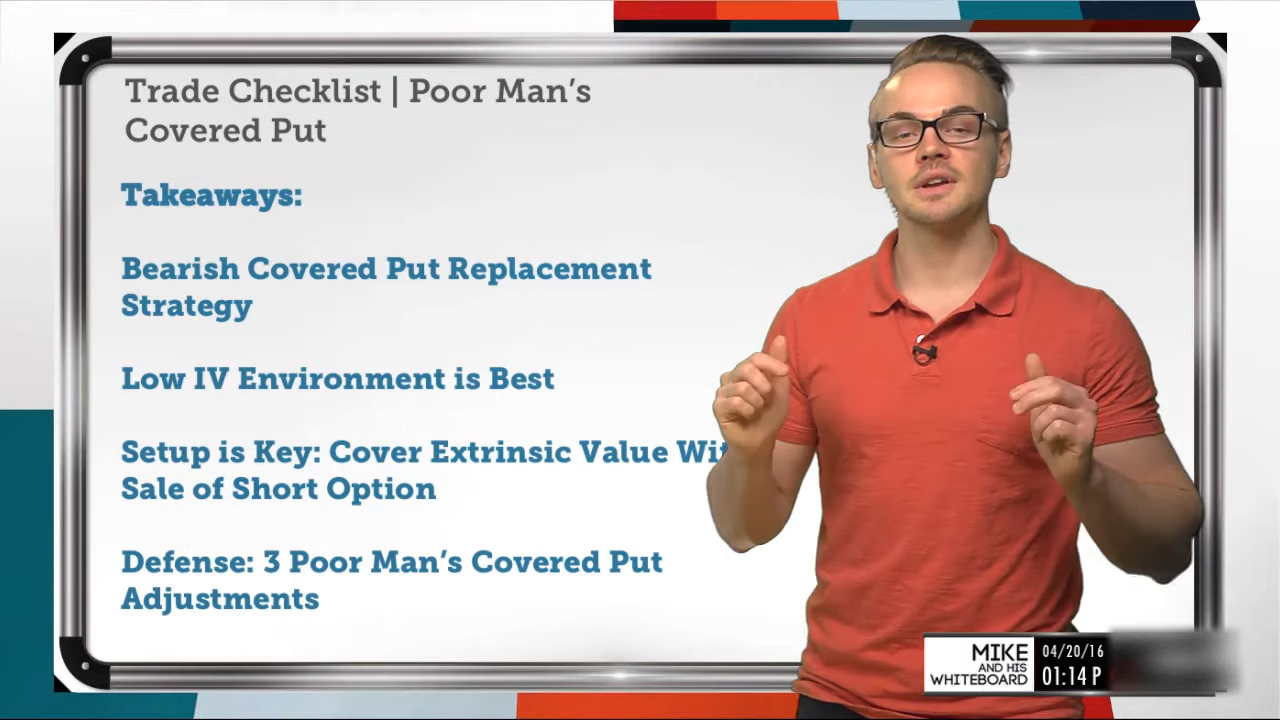 Trade Checklist | Poor Man's
Covered Put
Takeaways:
Bearish Covered Put Replacement
Strategy
Low IV Environment is Best
Setup is Key: Cover Extrinsic Value Wit
Sale of Short Option
Defense: 3 Poor Man's Covered Put
Adjustments
MIKE
AND HIS
WHITEBOARD
04/20/16
01:14 P